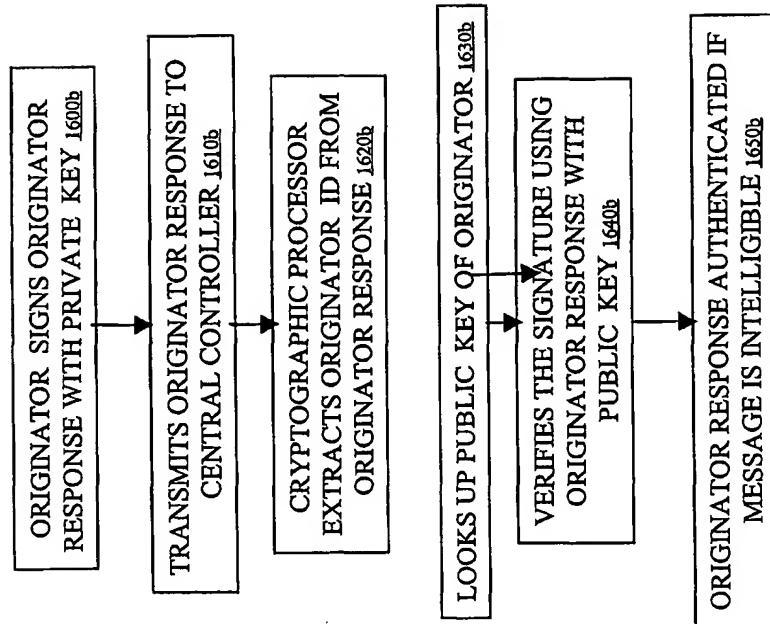 ORIGINATOR SIGNS ORIGINATOR
RESPONSE WITH PRIVATE KEY 1600b
TRANSMITS ORIGINATOR RESPONSE TO
CENTRAL CONTROLLER 1610b
CRYPTOGRAPHIC PROCESSOR
EXTRACTS ORIGINATOR ID FROM
ORIGINATOR RESPONSE 1620b
LOOKS UP PUBLIC KEY OF ORIGINATOR 1630b
VERIFIES THE SIGNATURE USING
ORIGINATOR RESPONSE WITH
PUBLIC KEY 1640b
ORIGINATOR RESPONSE AUTHENTICATED IF
MESSAGE IS INTELLIGIBLE 1650b